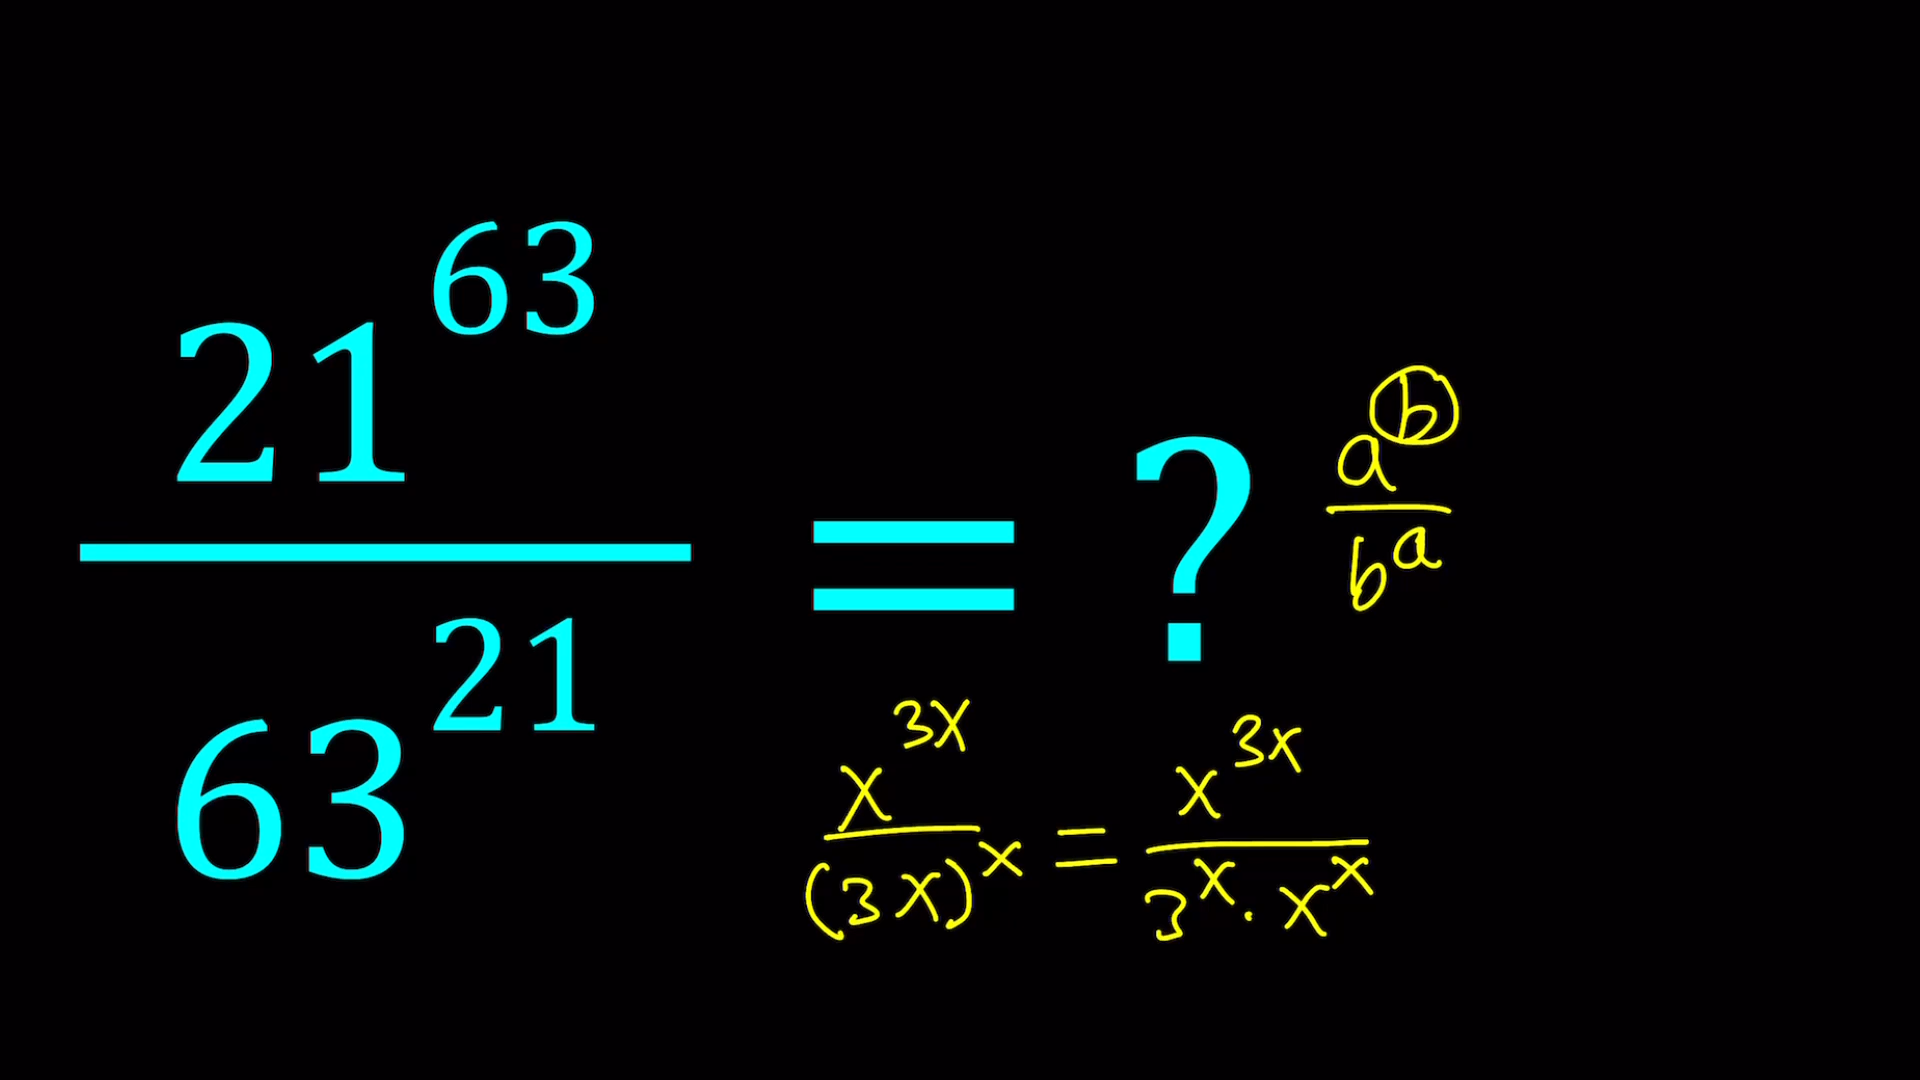 21^63 / 63^21 = ?
a^b / b^a
x^3x / (3x)^x = x^3x / 3^x · x^x